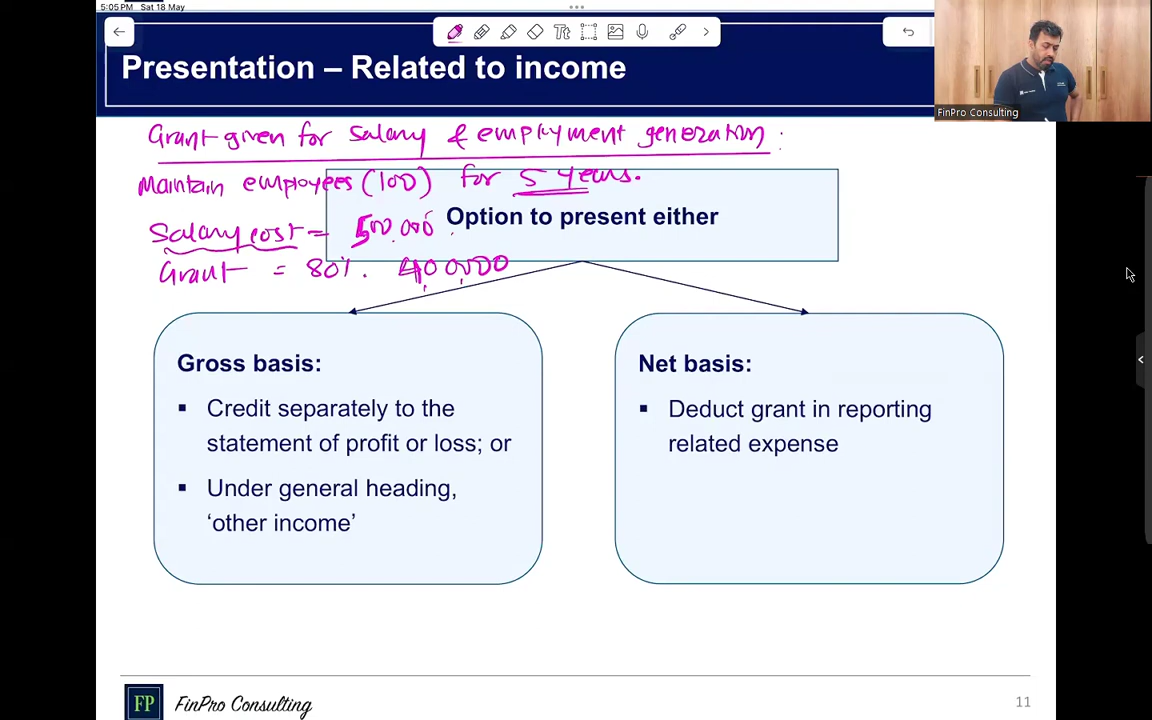 5:05 PM Sat 18 May
Tt
Presentation – Related to income
FinPro Consulting
Grant given for salary & employment generation:
Maintain employees (100) for 5 years.
Option to present either
Salary cost = 500,000
Grant = 80%. 400,000
Gross basis:
▪ Credit separately to the
statement of profit or loss; or
▪ Under general heading,
‘other income’
Net basis:
▪ Deduct grant in reporting
related expense
FP FinPro Consulting
11